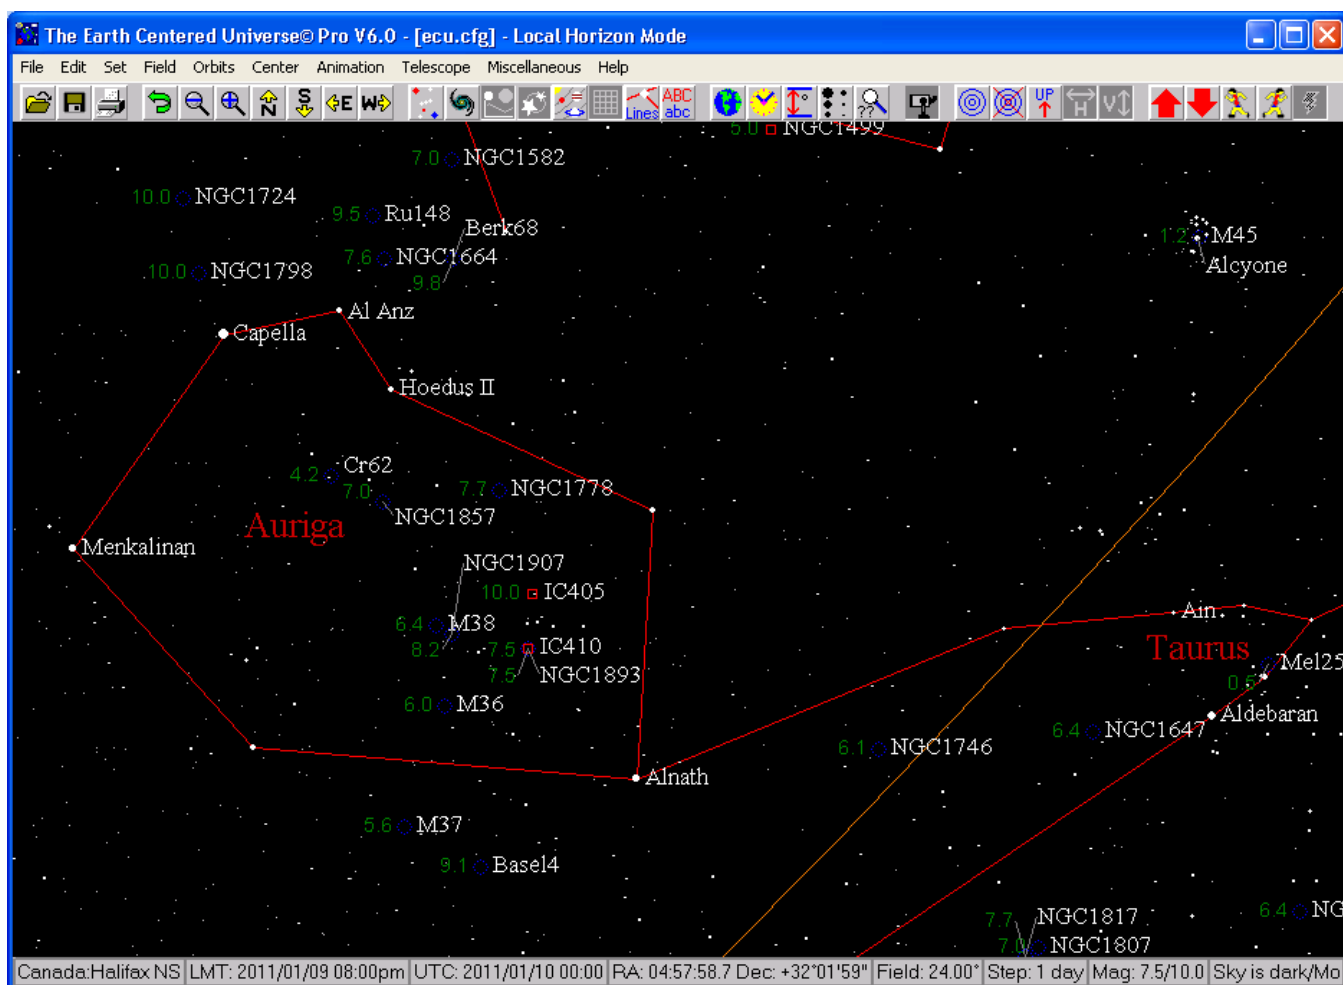 The Earth Centered Universe© Pro V6.0 - [ecu.cfg] - Local Horizon Mode
File Edit Set Field Orbits Center Animation Telescope Miscellaneous Help
N S E W Lines ABC abc UP H V
5.0 NGC1499
7.0 NGC1582
10.0 NGC1724
9.5 Ru148
Berk68
1.2 M45
7.6 NGC1664
Alcyone
10.0 NGC1798
9.8
Al Anz
Capella
Hoedus II
Cr62
4.2
7.0
7.7 NGC1778
NGC1857
Auriga
Menkalinan
NGC1907
10.0 IC405
Ain
6.4 M38
8.2 7.5 IC410
Taurus
Mel25
7.5 NGC1893
0.5
6.0 M36
Aldebaran
6.4 NGC1647
6.1 NGC1746
Alnath
5.6 M37
9.1 Basel4
7.7 NGC1817
6.4 NG
7.0 NGC1807
Canada:Halifax NS LMT: 2011/01/09 08:00pm UTC: 2011/01/10 00:00 RA: 04:57:58.7 Dec: +32°01'59" Field: 24.00° Step: 1 day Mag: 7.5/10.0 Sky is dark/Mo